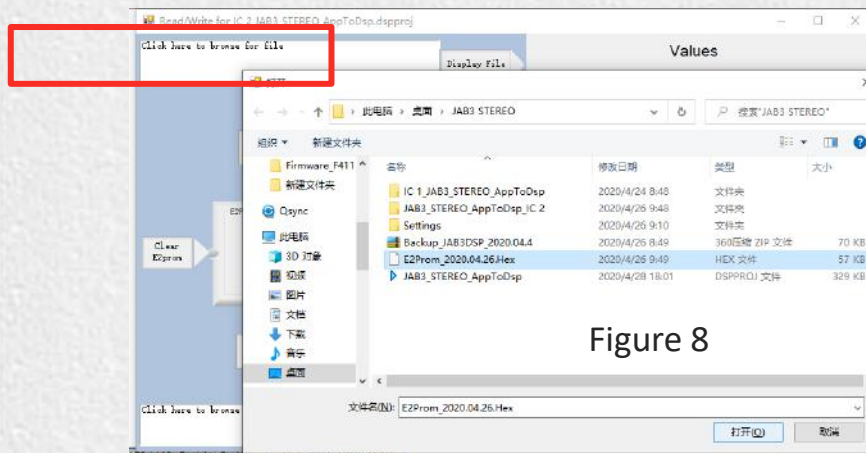 Read/Write for IC 2 JAB3 STEREO_AppToDsp.dspproj
Click here to browse for file
Display File
Values
打开
此电脑 › 桌面 › JAB3 STEREO
搜索"JAB3 STEREO"
组织 新建文件夹
Firmware_F411
新建文件夹
Qsync
此电脑
3D 对象
视频
图片
文档
下载
音乐
桌面
名称 修改日期 类型 大小
IC 1_JAB3_STEREO_AppToDsp 2020/4/24 8:48 文件夹
JAB3_STEREO_AppToDsp_IC 2 2020/4/26 9:48 文件夹
Settings 2020/4/26 9:10 文件夹
Backup_JAB3DSP_2020.04.4 2020/4/26 8:49 360压缩 ZIP 文件 70 KB
E2Prom_2020.04.26.Hex 2020/4/26 9:49 HEX 文件 57 KB
JAB3_STEREO_AppToDsp 2020/4/28 18:01 DSPPROJ 文件 329 KB
Clear
E2prom
Figure 8
Click here to browse
文件名(N): E2Prom_2020.04.26.Hex
打开(O) 取消